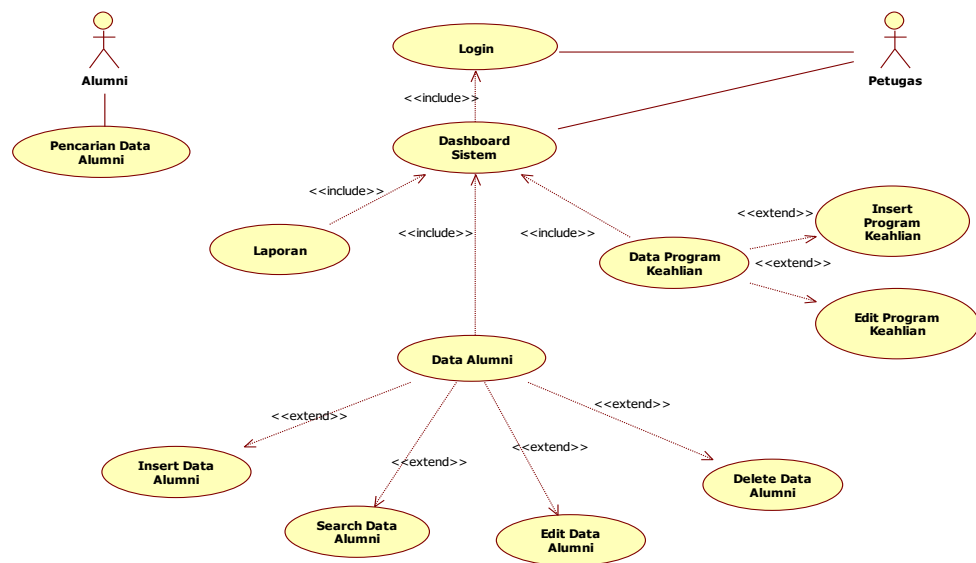 Alumni
Petugas
Login
<<include>>
Pencarian Data
Alumni
Dashboard
Sistem
<<include>>
<<include>>
<<include>>
Laporan
Data Program
Keahlian
<<extend>>
Insert
Program
Keahlian
<<extend>>
Edit Program
Keahlian
Data Alumni
<<extend>>
<<extend>>
<<extend>>
<<extend>>
Insert Data
Alumni
Search Data
Alumni
Edit Data
Alumni
Delete Data
Alumni